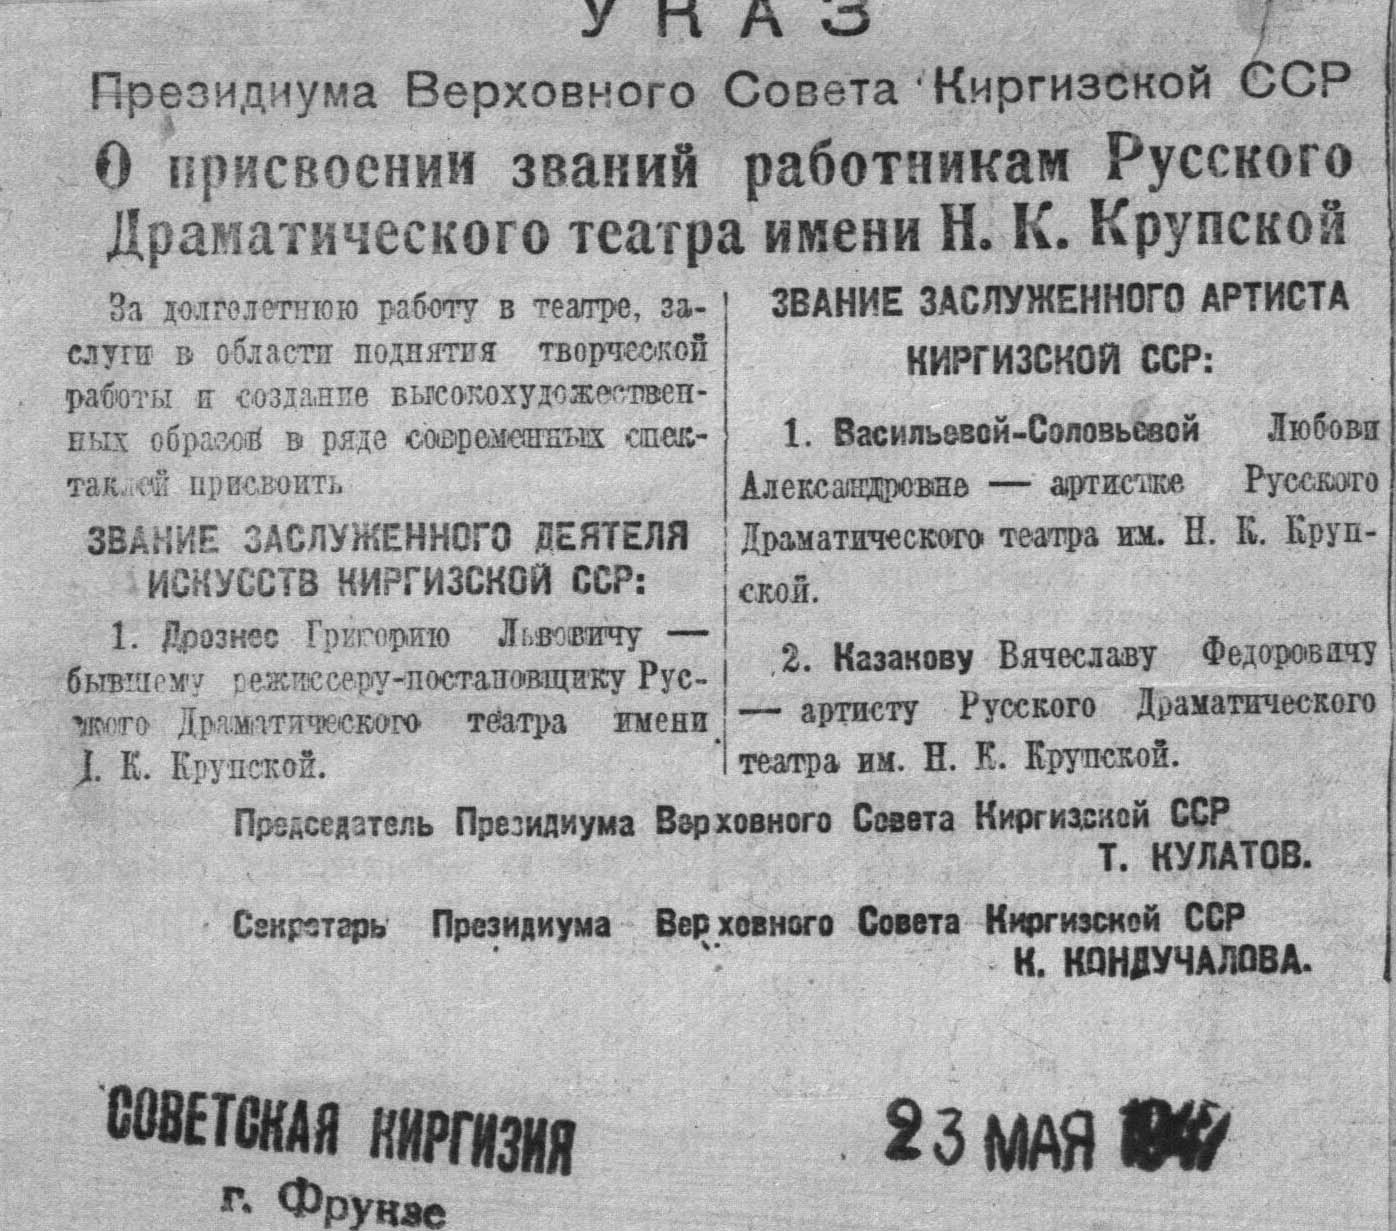 УКАЗ
Президиума Верховного Совета Киргизской ССР
О присвоении званий работникам Русского
Драматического театра имени Н. К. Крупской
За долголетнюю работу в театре, за-
слуги в области поднятия творческой
работы и создание высокохудожествен-
ных образов в ряде современных спек-
таклей присвоить
ЗВАНИЕ ЗАСЛУЖЕННОГО ДЕЯТЕЛЯ
ИСКУССТВ КИРГИЗСКОЙ ССР:
1. Дрознес Григорию Львовичу —
бывшему режиссеру-постановщику Рус-
ского Драматического театра имени
Н. К. Крупской.
ЗВАНИЕ ЗАСЛУЖЕННОГО АРТИСТА
КИРГИЗСКОЙ ССР:
1. Васильевой-Соловьевой Любови
Александровне — артистке Русского
Драматического театра им. Н. К. Круп-
ской.
2. Казакову Вячеславу Федоровичу
— артисту Русского Драматического
театра им. Н. К. Крупской.
Председатель Президиума Верховного Совета Киргизской ССР
Т. КУЛАТОВ.
Секретарь Президиума Верховного Совета Киргизской ССР
К. КОНДУЧАЛОВА.
СОВЕТСКАЯ КИРГИЗИЯ
г. Фрунзе
23 МАЯ